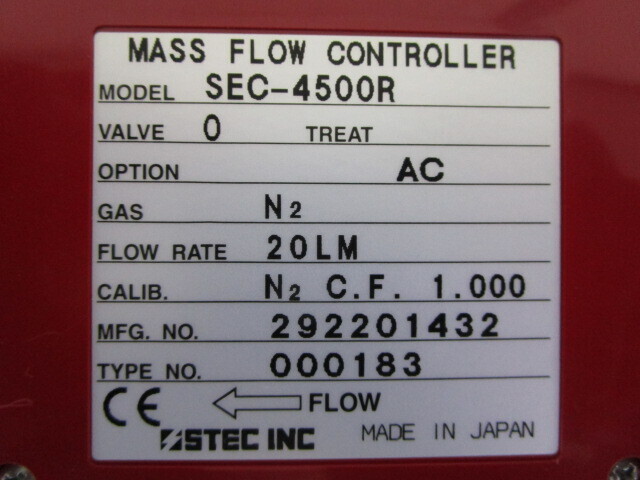 MASS FLOW CONTROLLER
MODEL SEC-4500R
VALVE O TREAT
OPTION AC
GAS N2
FLOW RATE 20LM
CALIB. N2 C.F. 1.000
MFG. NO. 292201432
TYPE NO. 000183
CE FLOW
STEC INC MADE IN JAPAN